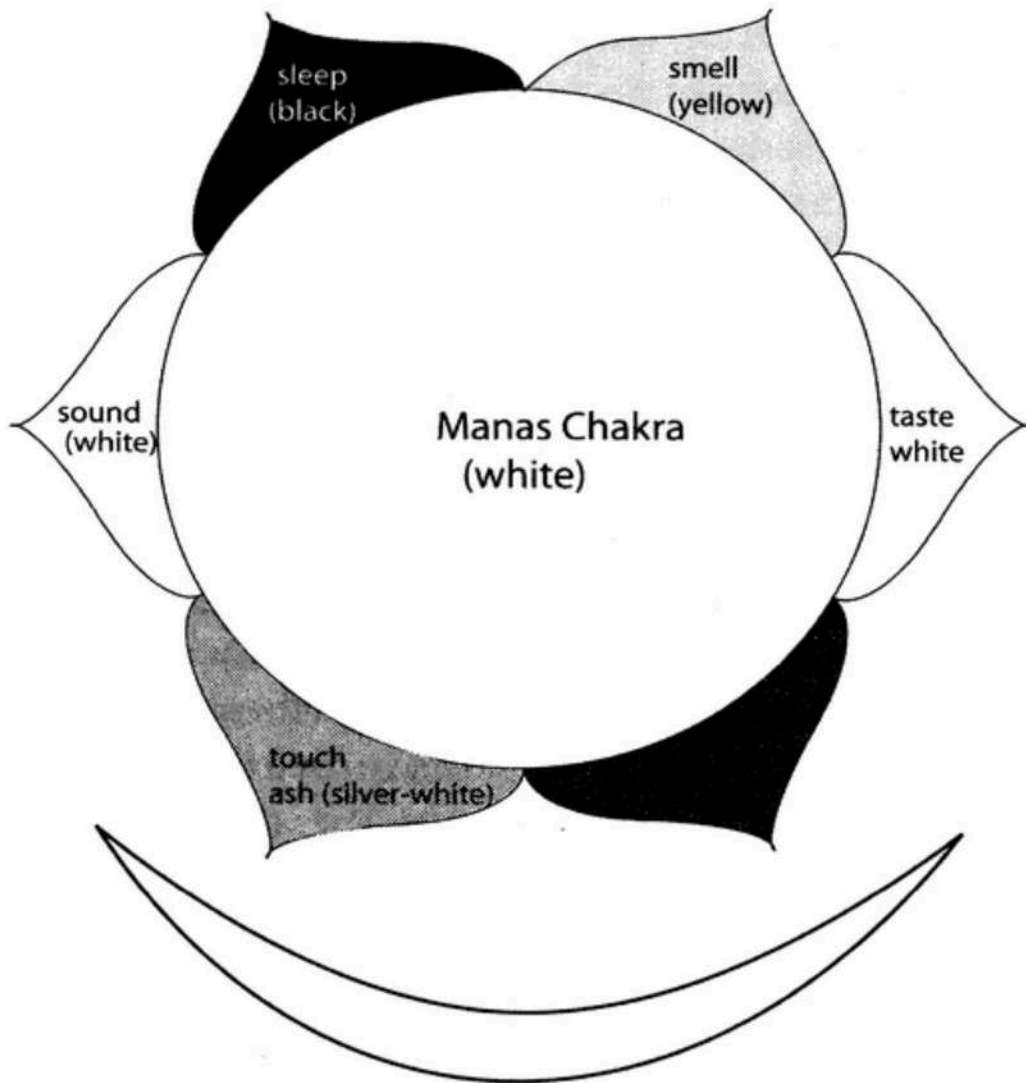 sleep
(black)
smell
(yellow)
sound
(white)
Manas Chakra
(white)
taste
white
touch
ash (silver-white)